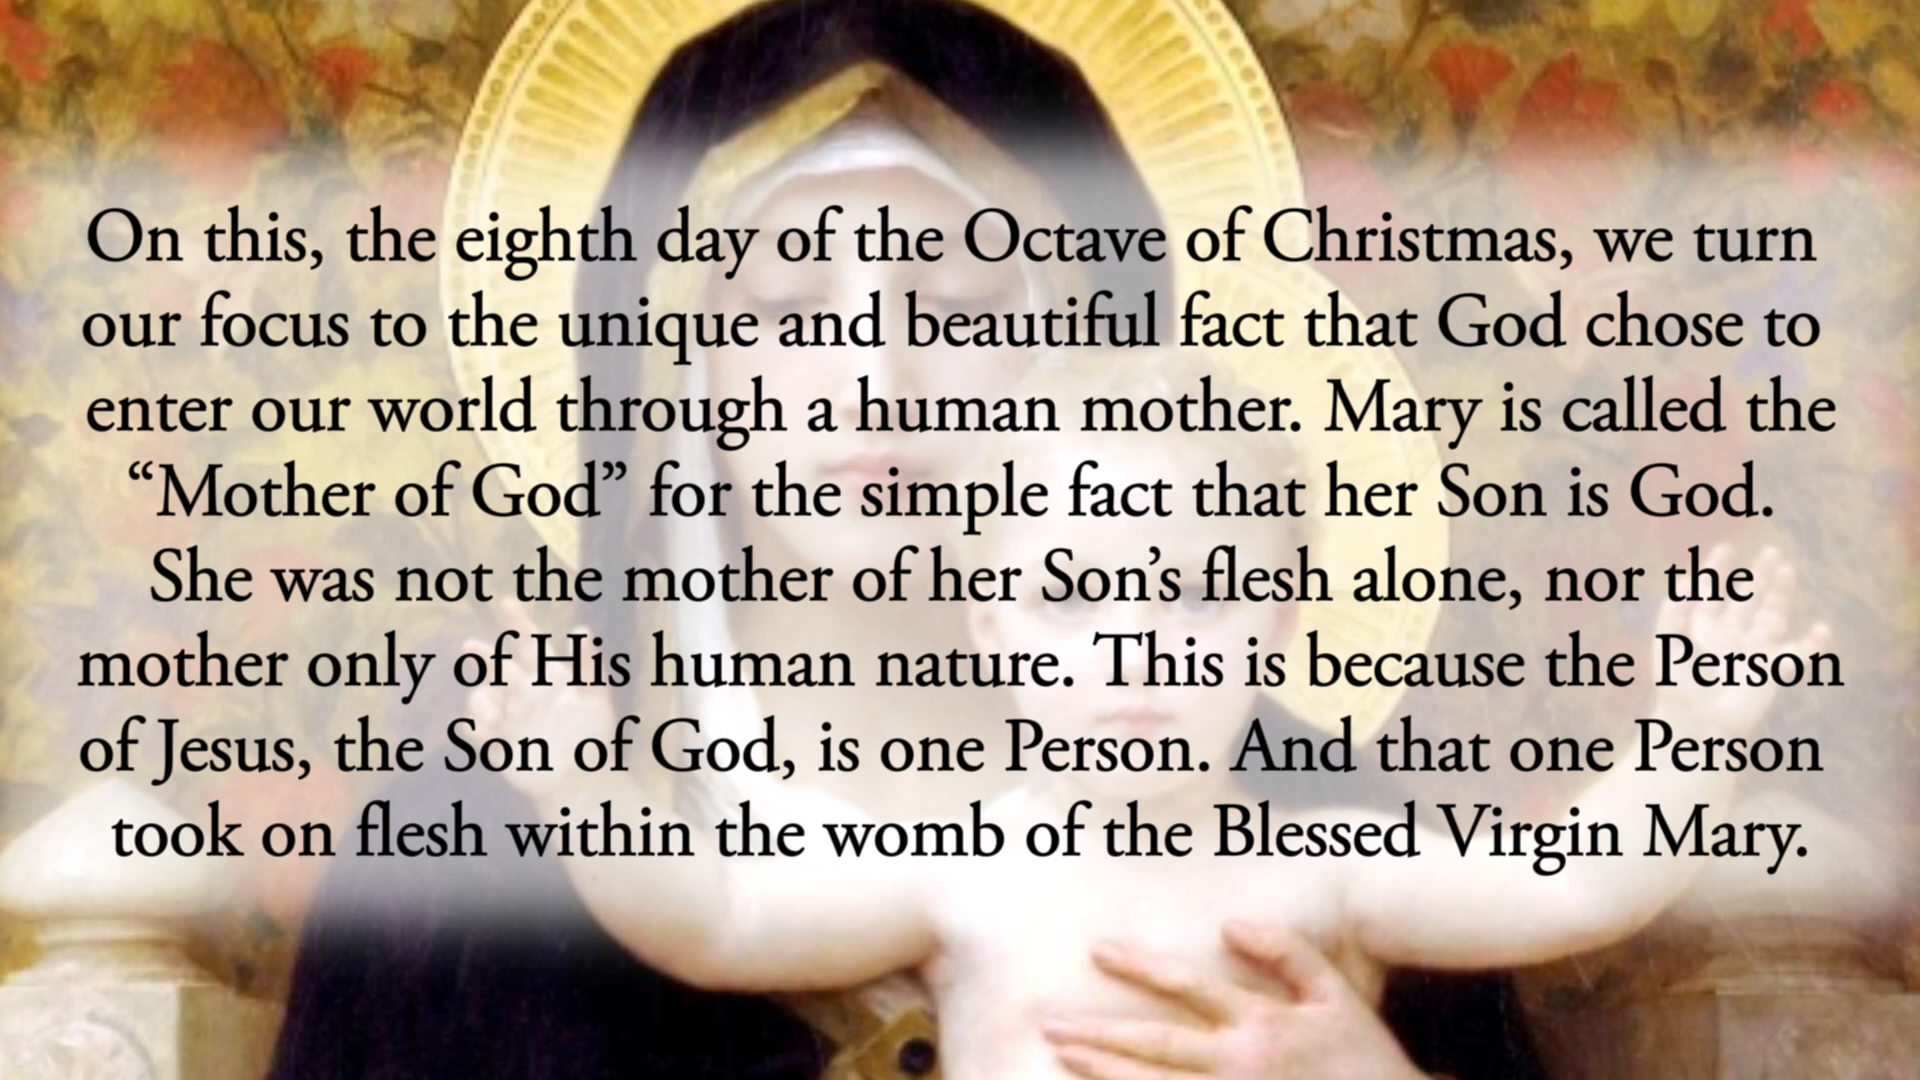 On this, the eighth day of the Octave of Christmas, we turn
our focus to the unique and beautiful fact that God chose to
enter our world through a human mother. Mary is called the
“Mother of God” for the simple fact that her Son is God.
She was not the mother of her Son’s flesh alone, nor the
mother only of His human nature. This is because the Person
of Jesus, the Son of God, is one Person. And that one Person
took on flesh within the womb of the Blessed Virgin Mary.